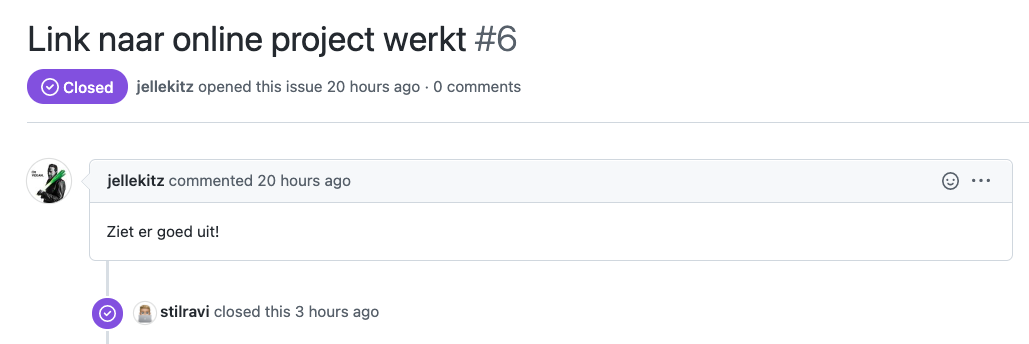 Link naar online project werkt #6
Closed jellekitz opened this issue 20 hours ago · 0 comments
jellekitz commented 20 hours ago
Ziet er goed uit!
stilravi closed this 3 hours ago